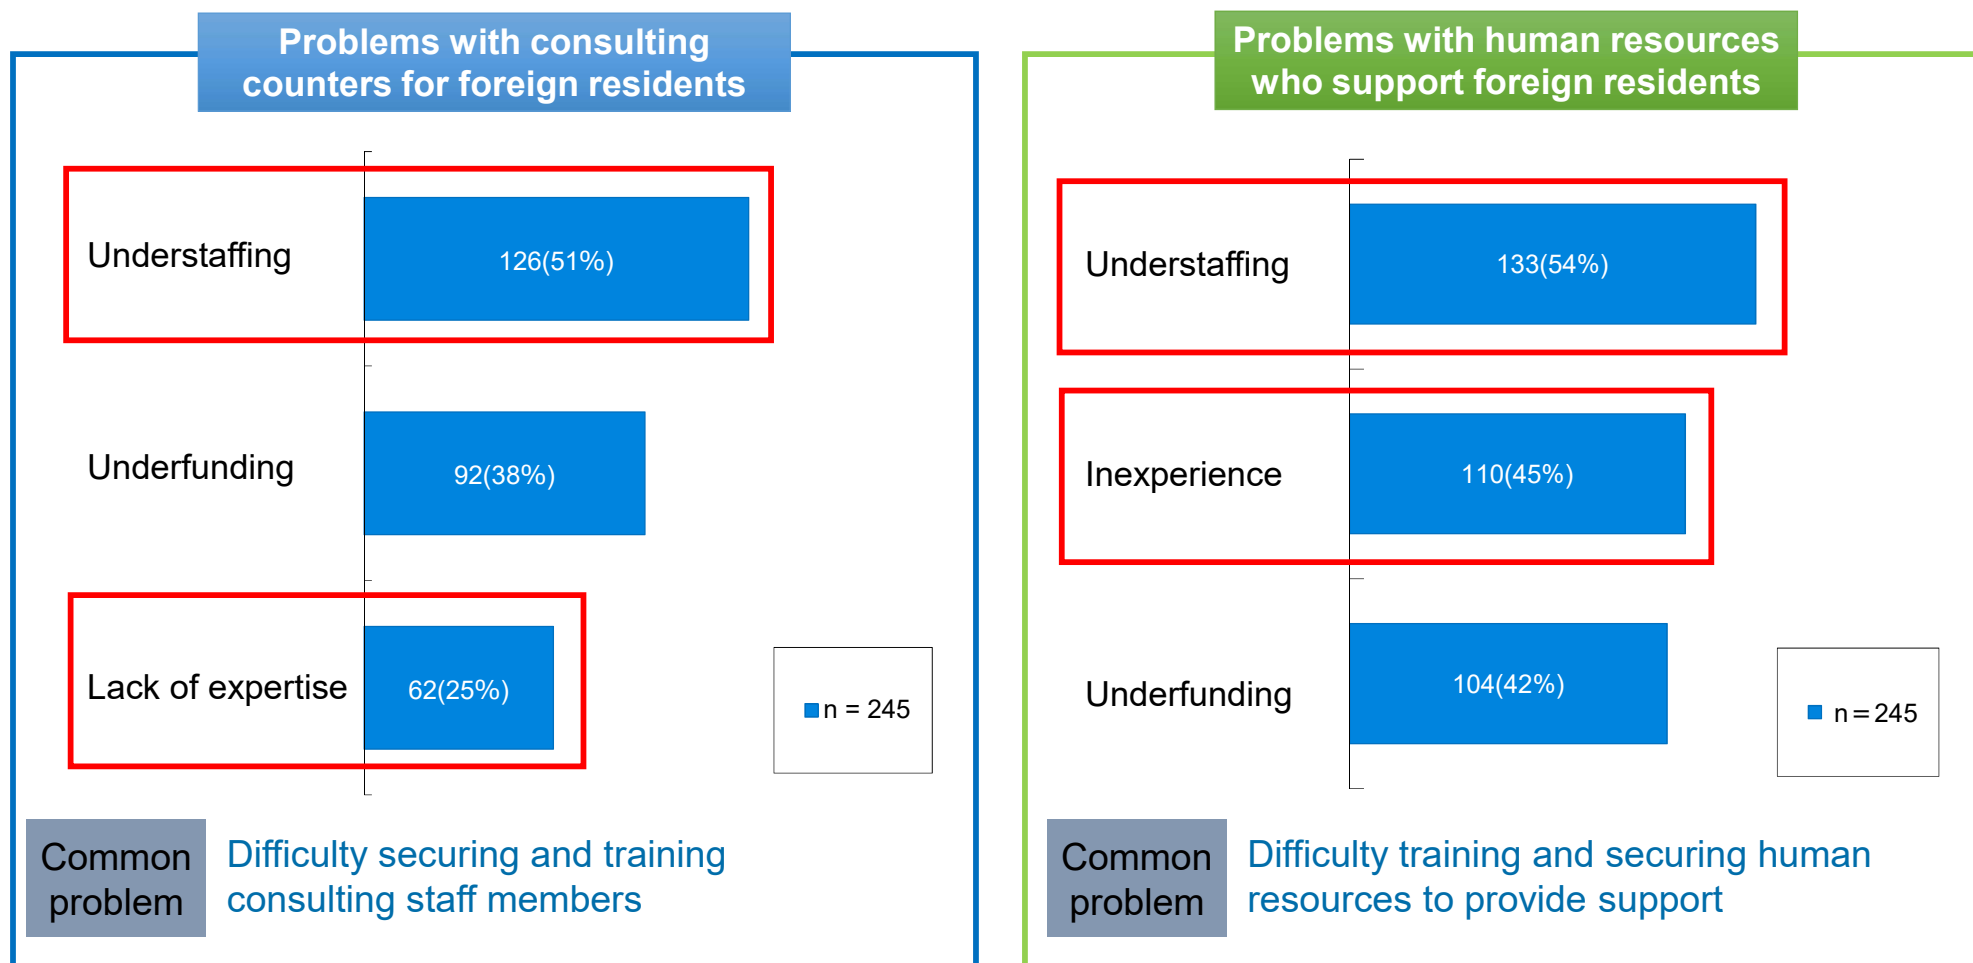 Problems with consulting
counters for foreign residents
Understaffing
126(51%)
Underfunding
92(38%)
Lack of expertise
62(25%)
n = 245
Common
problem
Difficulty securing and training
consulting staff members
Problems with human resources
who support foreign residents
Understaffing
133(54%)
Inexperience
110(45%)
Underfunding
104(42%)
n＝245
Common
problem
Difficulty training and securing human
resources to provide support